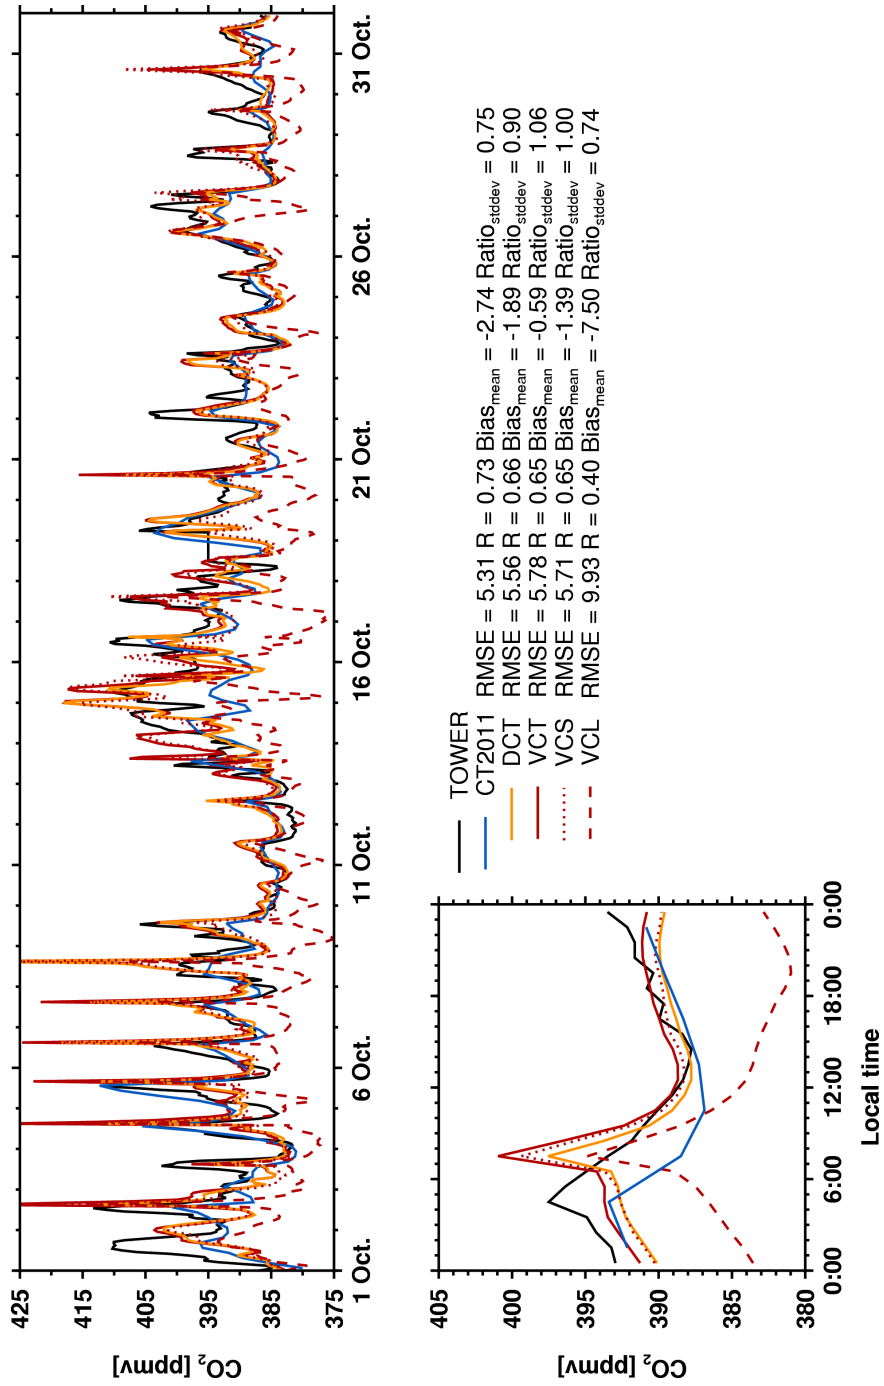 CO2 [ppmv]
425
415
405
395
385
375
1 Oct.
6 Oct.
11 Oct.
16 Oct.
21 Oct.
26 Oct.
31 Oct.
CO2 [ppmv]
405
400
395
390
385
380
0:00
6:00
12:00
18:00
0:00
Local time
TOWER
CT2011 RMSE = 5.31 R = 0.73 Biasmean = -2.74 Ratiostddev = 0.75
DCT RMSE = 5.56 R = 0.66 Biasmean = -1.89 Ratiostddev = 0.90
VCT RMSE = 5.78 R = 0.65 Biasmean = -0.59 Ratiostddev = 1.06
VCS RMSE = 5.71 R = 0.65 Biasmean = -1.39 Ratiostddev = 1.00
VCL RMSE = 9.93 R = 0.40 Biasmean = -7.50 Ratiostddev = 0.74